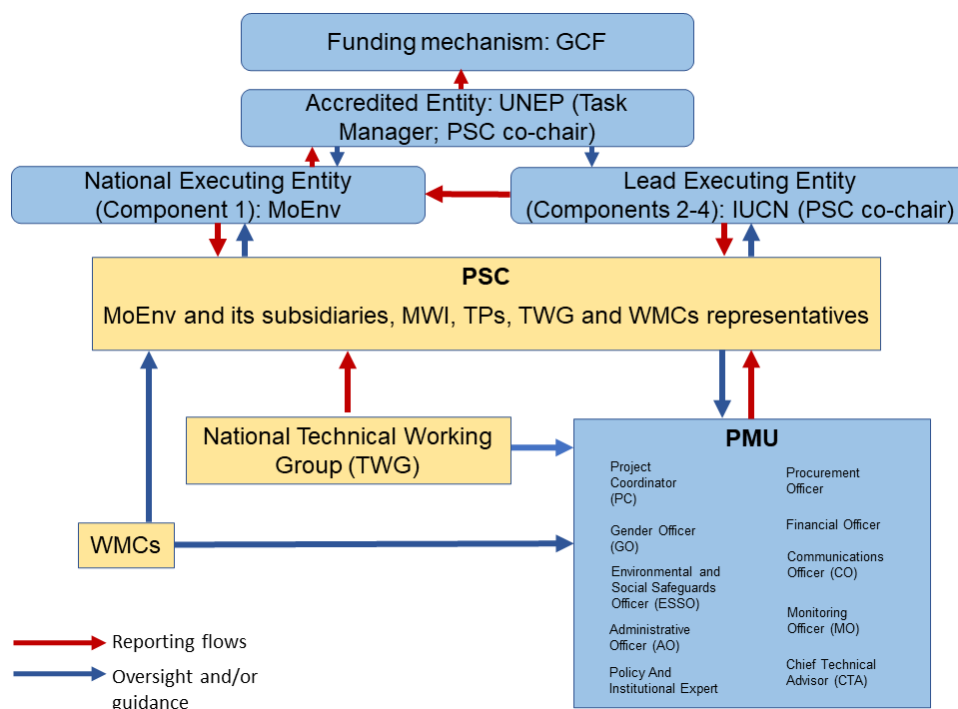 Funding mechanism: GCF
Accredited Entity: UNEP (Task
Manager; PSC co-chair)
National Executing Entity
(Component 1): MoEnv
Lead Executing Entity
(Components 2-4): IUCN (PSC co-chair)
PSC
MoEnv and its subsidiaries, MWI, TPs, TWG and WMCs representatives
National Technical Working
Group (TWG)
WMCs
PMU
Project
Coordinator
(PC)
Gender Officer
(GO)
Environmental and
Social Safeguards
Officer (ESSO)
Administrative
Officer (AO)
Policy And
Institutional Expert
Procurement
Officer
Financial Officer
Communications
Officer (CO)
Monitoring
Officer (MO)
Chief Technical
Advisor (CTA)
Reporting flows
Oversight and/or
guidance